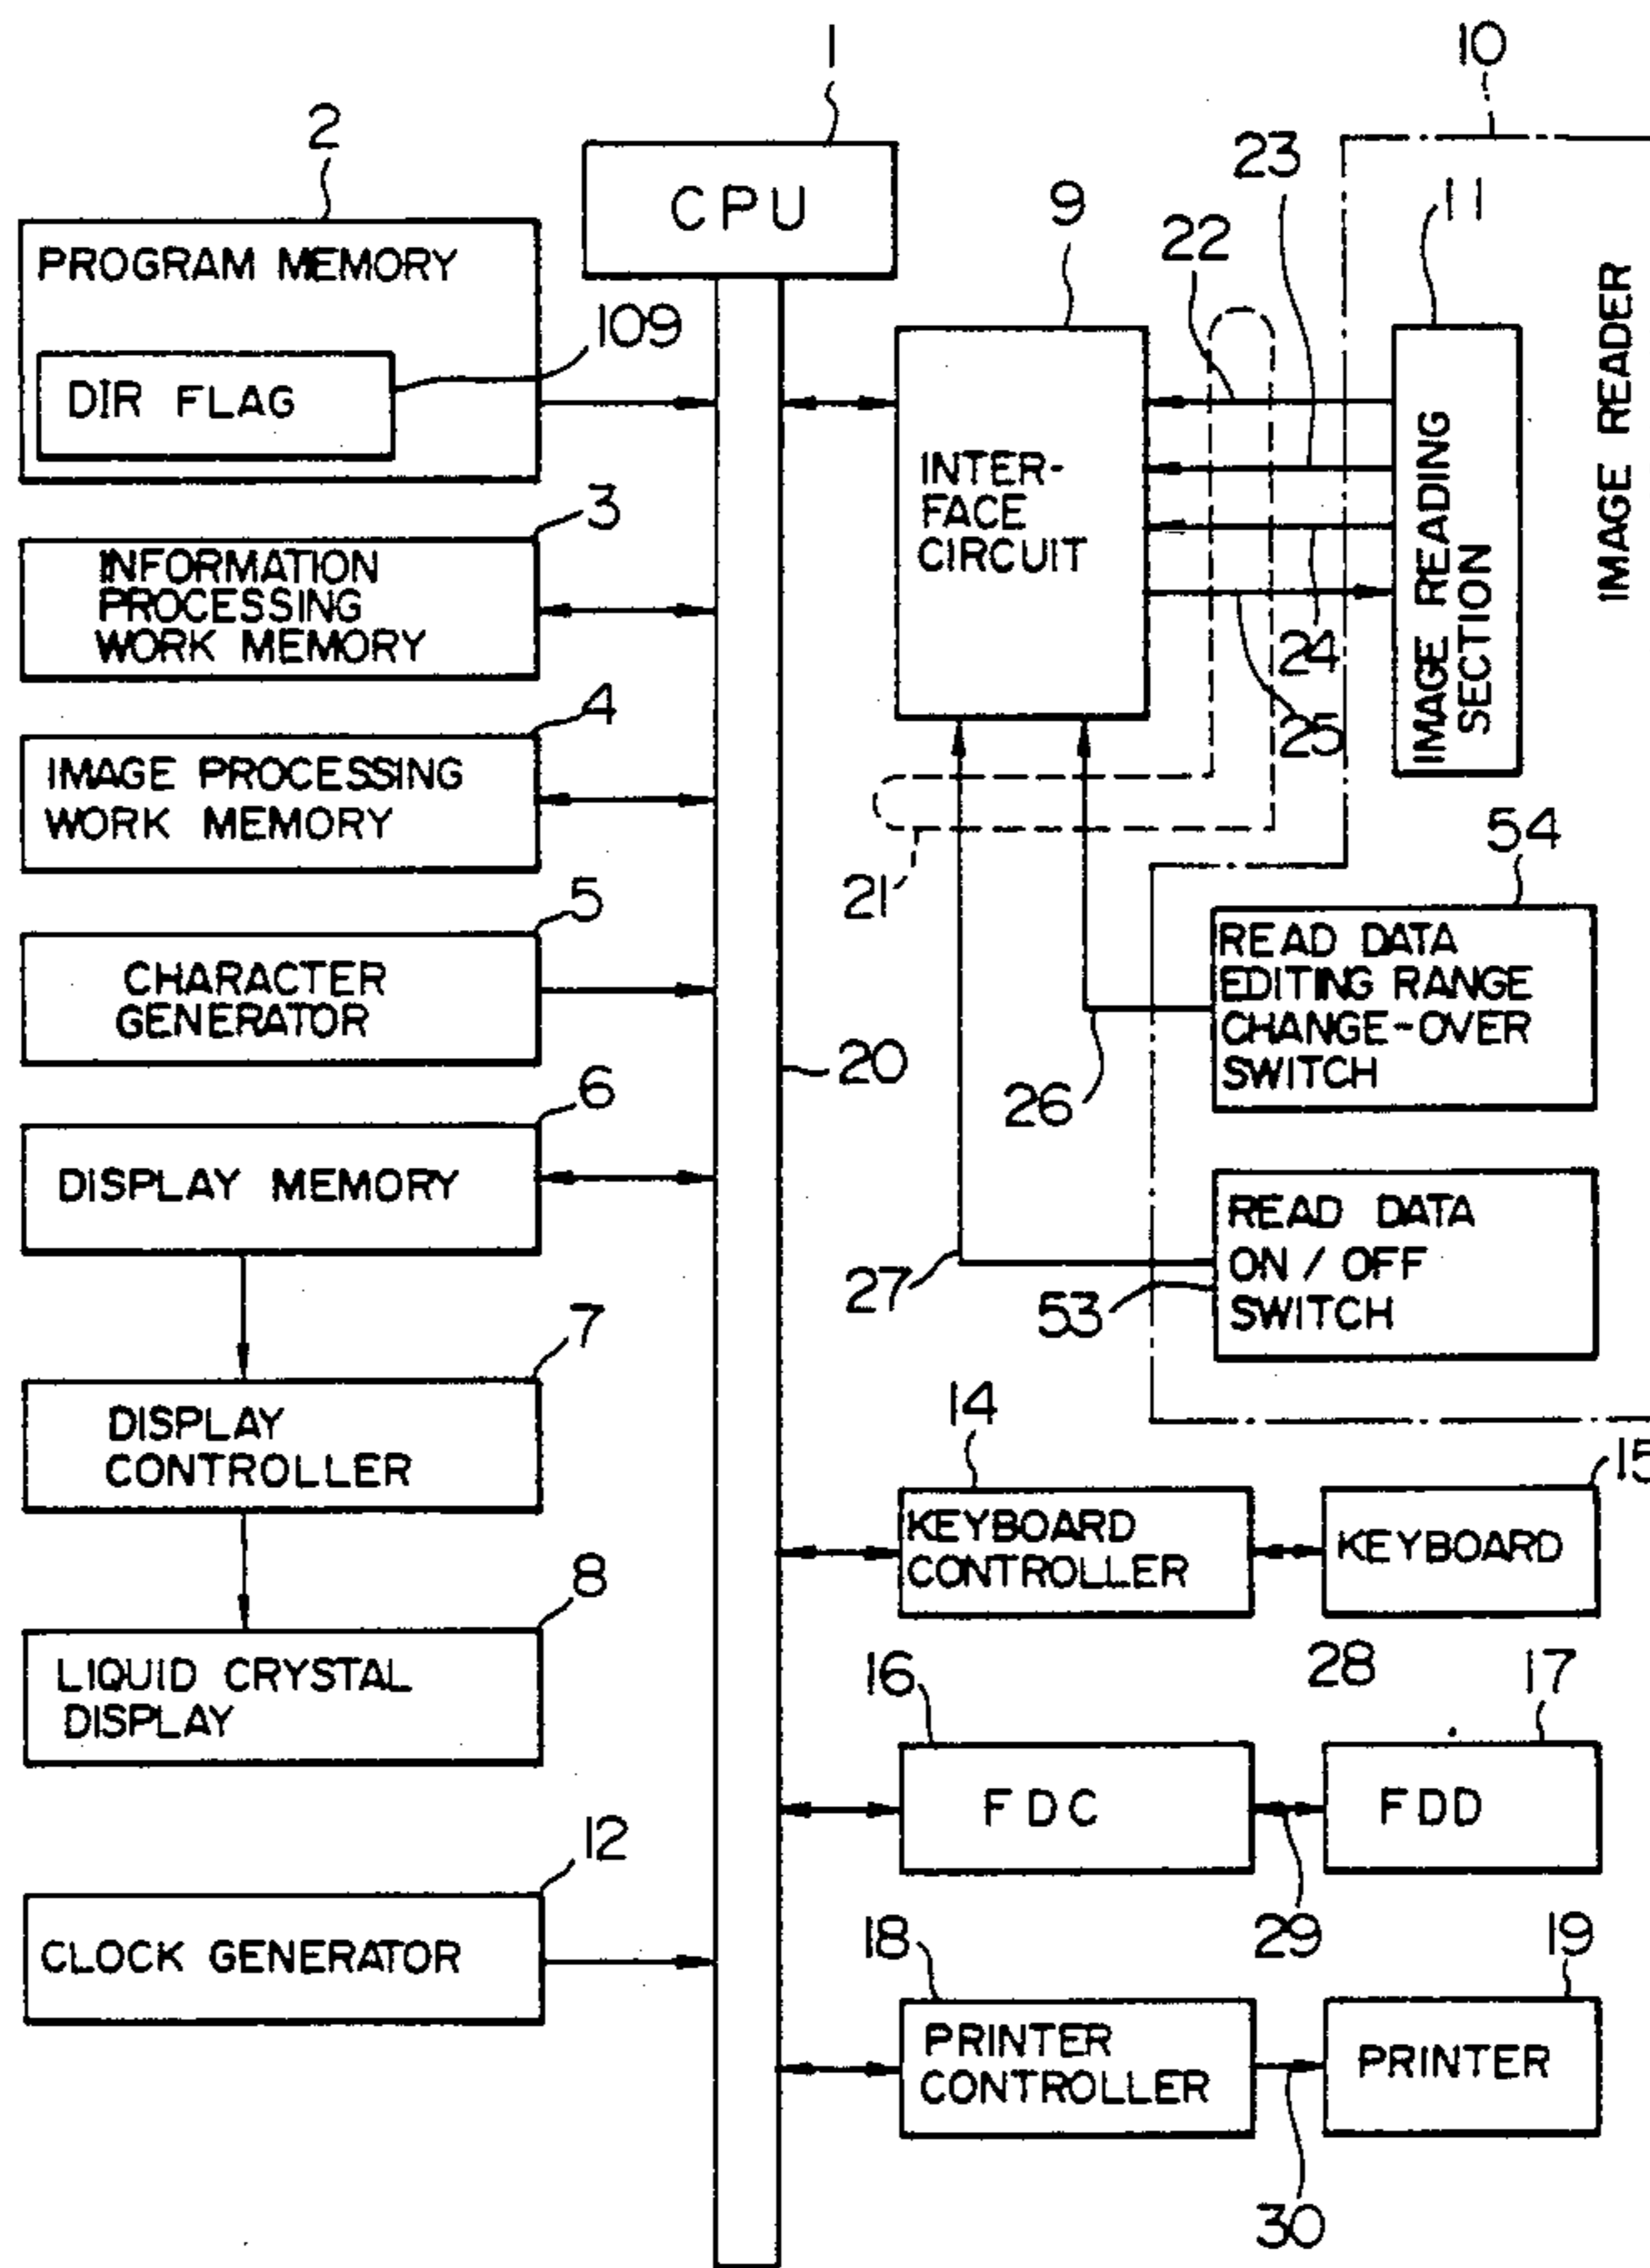 1
10
2
CPU
23
9
11
PROGRAM MEMORY
22
109
DIR FLAG
IMAGE READER
INTER-
FACE
CIRCUIT
IMAGE READING
SECTION
3
INFORMATION
PROCESSING
WORK MEMORY
24
25
4
IMAGE PROCESSING
WORK MEMORY
54
21
5
READ DATA
EDITING RANGE
CHANGE-OVER
SWITCH
CHARACTER
GENERATOR
20
26
6
DISPLAY MEMORY
READ DATA
ON / OFF
SWITCH
27
53
7
DISPLAY
CONTROLLER
14
15
KEYBOARD
CONTROLLER
KEYBOARD
8
LIQUID CRYSTAL
DISPLAY
28
16
17
FDC
FDD
12
29
CLOCK GENERATOR
18
19
PRINTER
CONTROLLER
PRINTER
30